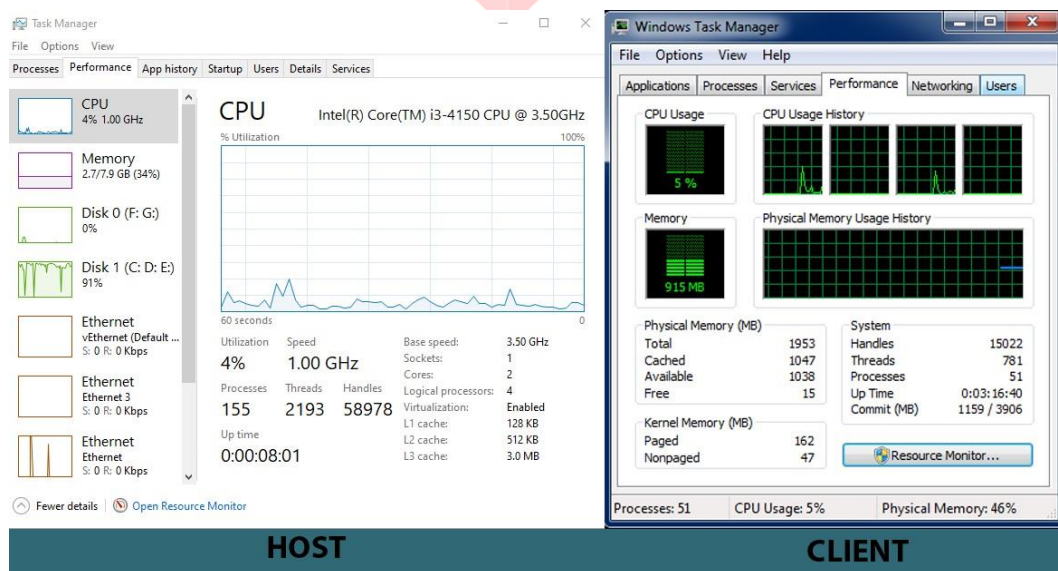 Task Manager
File Options View
Processes Performance App history Startup Users Details Services
CPU
4% 1.00 GHz
Memory
2.7/7.9 GB (34%)
Disk 0 (F: G:)
0%
Disk 1 (C: D: E:)
91%
Ethernet
vEthernet (Default ...
S: 0 R: 0 Kbps
Ethernet
Ethernet 3
S: 0 R: 0 Kbps
Ethernet
Ethernet
S: 0 R: 0 Kbps
CPU Intel(R) Core(TM) i3-4150 CPU @ 3.50GHz
% Utilization 100%
60 seconds 0
Utilization Speed
4% 1.00 GHz
Processes Threads Handles
155 2193 58978
Up time
0:00:08:01
Base speed: 3.50 GHz
Sockets: 1
Cores: 2
Logical processors: 4
Virtualization: Enabled
L1 cache: 128 KB
L2 cache: 512 KB
L3 cache: 3.0 MB
Fewer details Open Resource Monitor
HOST
Windows Task Manager
File Options View Help
Applications Processes Services Performance Networking Users
CPU Usage CPU Usage History
5 %
Memory Physical Memory Usage History
915 MB
Physical Memory (MB)
Total 1953
Cached 1047
Available 1038
Free 15
Kernel Memory (MB)
Paged 162
Nonpaged 47
System
Handles 15022
Threads 781
Processes 51
Up Time 0:03:16:40
Commit (MB) 1159 / 3906
Resource Monitor...
Processes: 51 CPU Usage: 5% Physical Memory: 46%
CLIENT